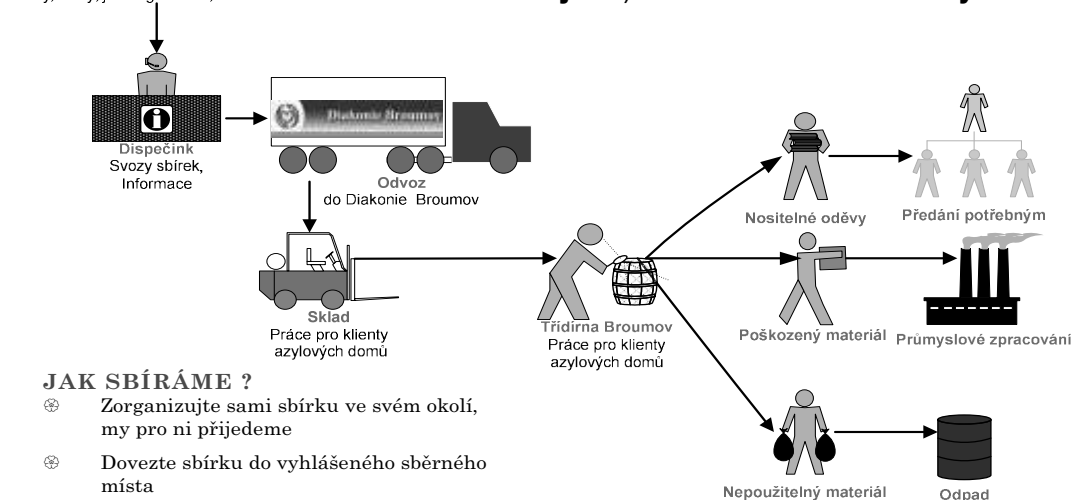 Diakonie Broumov
Dispečink
Svozy sbírek,
Informace
Odvoz
do Diakonie Broumov
Nositelné oděvy
Předání potřebným
Sklad
Práce pro klienty
azylových domů
Třídírna Broumov
Práce pro klienty
azylových domů
Poškozený materiál
Průmyslové zpracování
JAK SBÍRÁME ?
Zorganizujte sami sbírku ve svém okolí,
my pro ni přijedeme
Dovezte sbírku do vyhlášeného sběrného
místa
Nepoužitelný materiál
Odpad